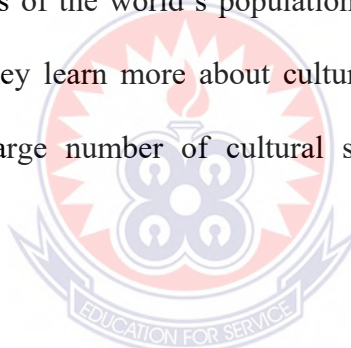 s of the world's population
ey learn more about cultur
arge number of cultural s
EDUCATION FOR SERVICE